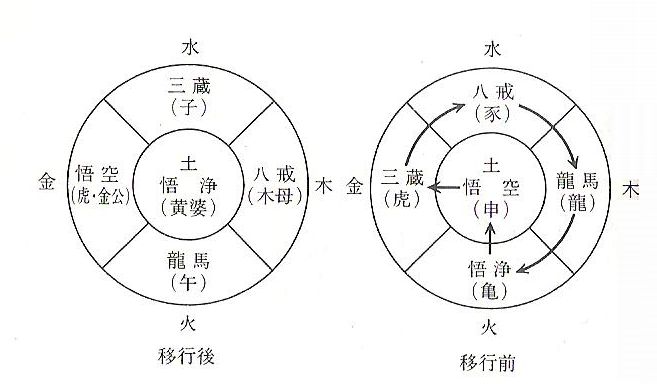 水
三蔵
(子)
金
悟空
(虎・金公)
土
悟浄
(黄婆)
八戒
(木母)
木
龍馬
(午)
火
移行後
水
八戒
(豕)
金
三蔵
(虎)
土
悟空
(申)
龍馬
(龍)
木
悟浄
(亀)
火
移行前